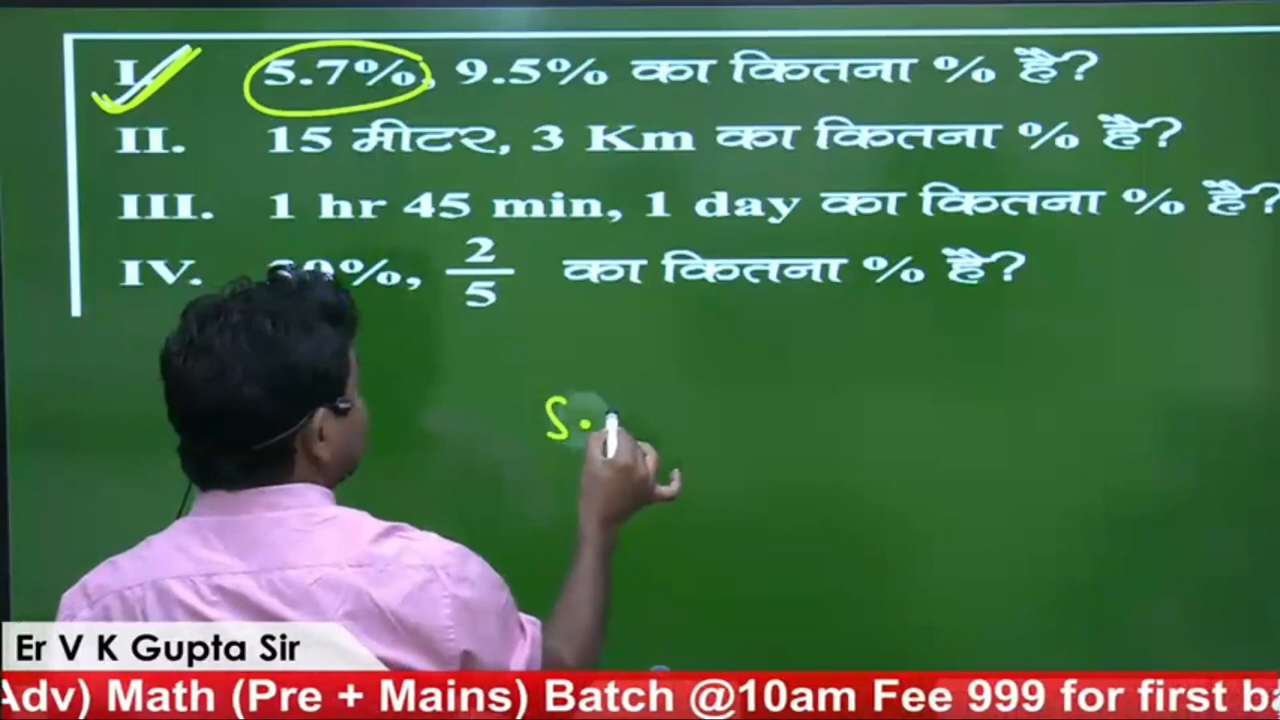 I. 5.7%, 9.5% का कितना % है?
II. 15 मीटर, 3 Km का कितना % है?
III. 1 hr 45 min, 1 day का कितना % है?
IV. %, 2/5 का कितना % है?
5.
Er V K Gupta Sir
Adv) Math (Pre + Mains) Batch @10am Fee 999 for first